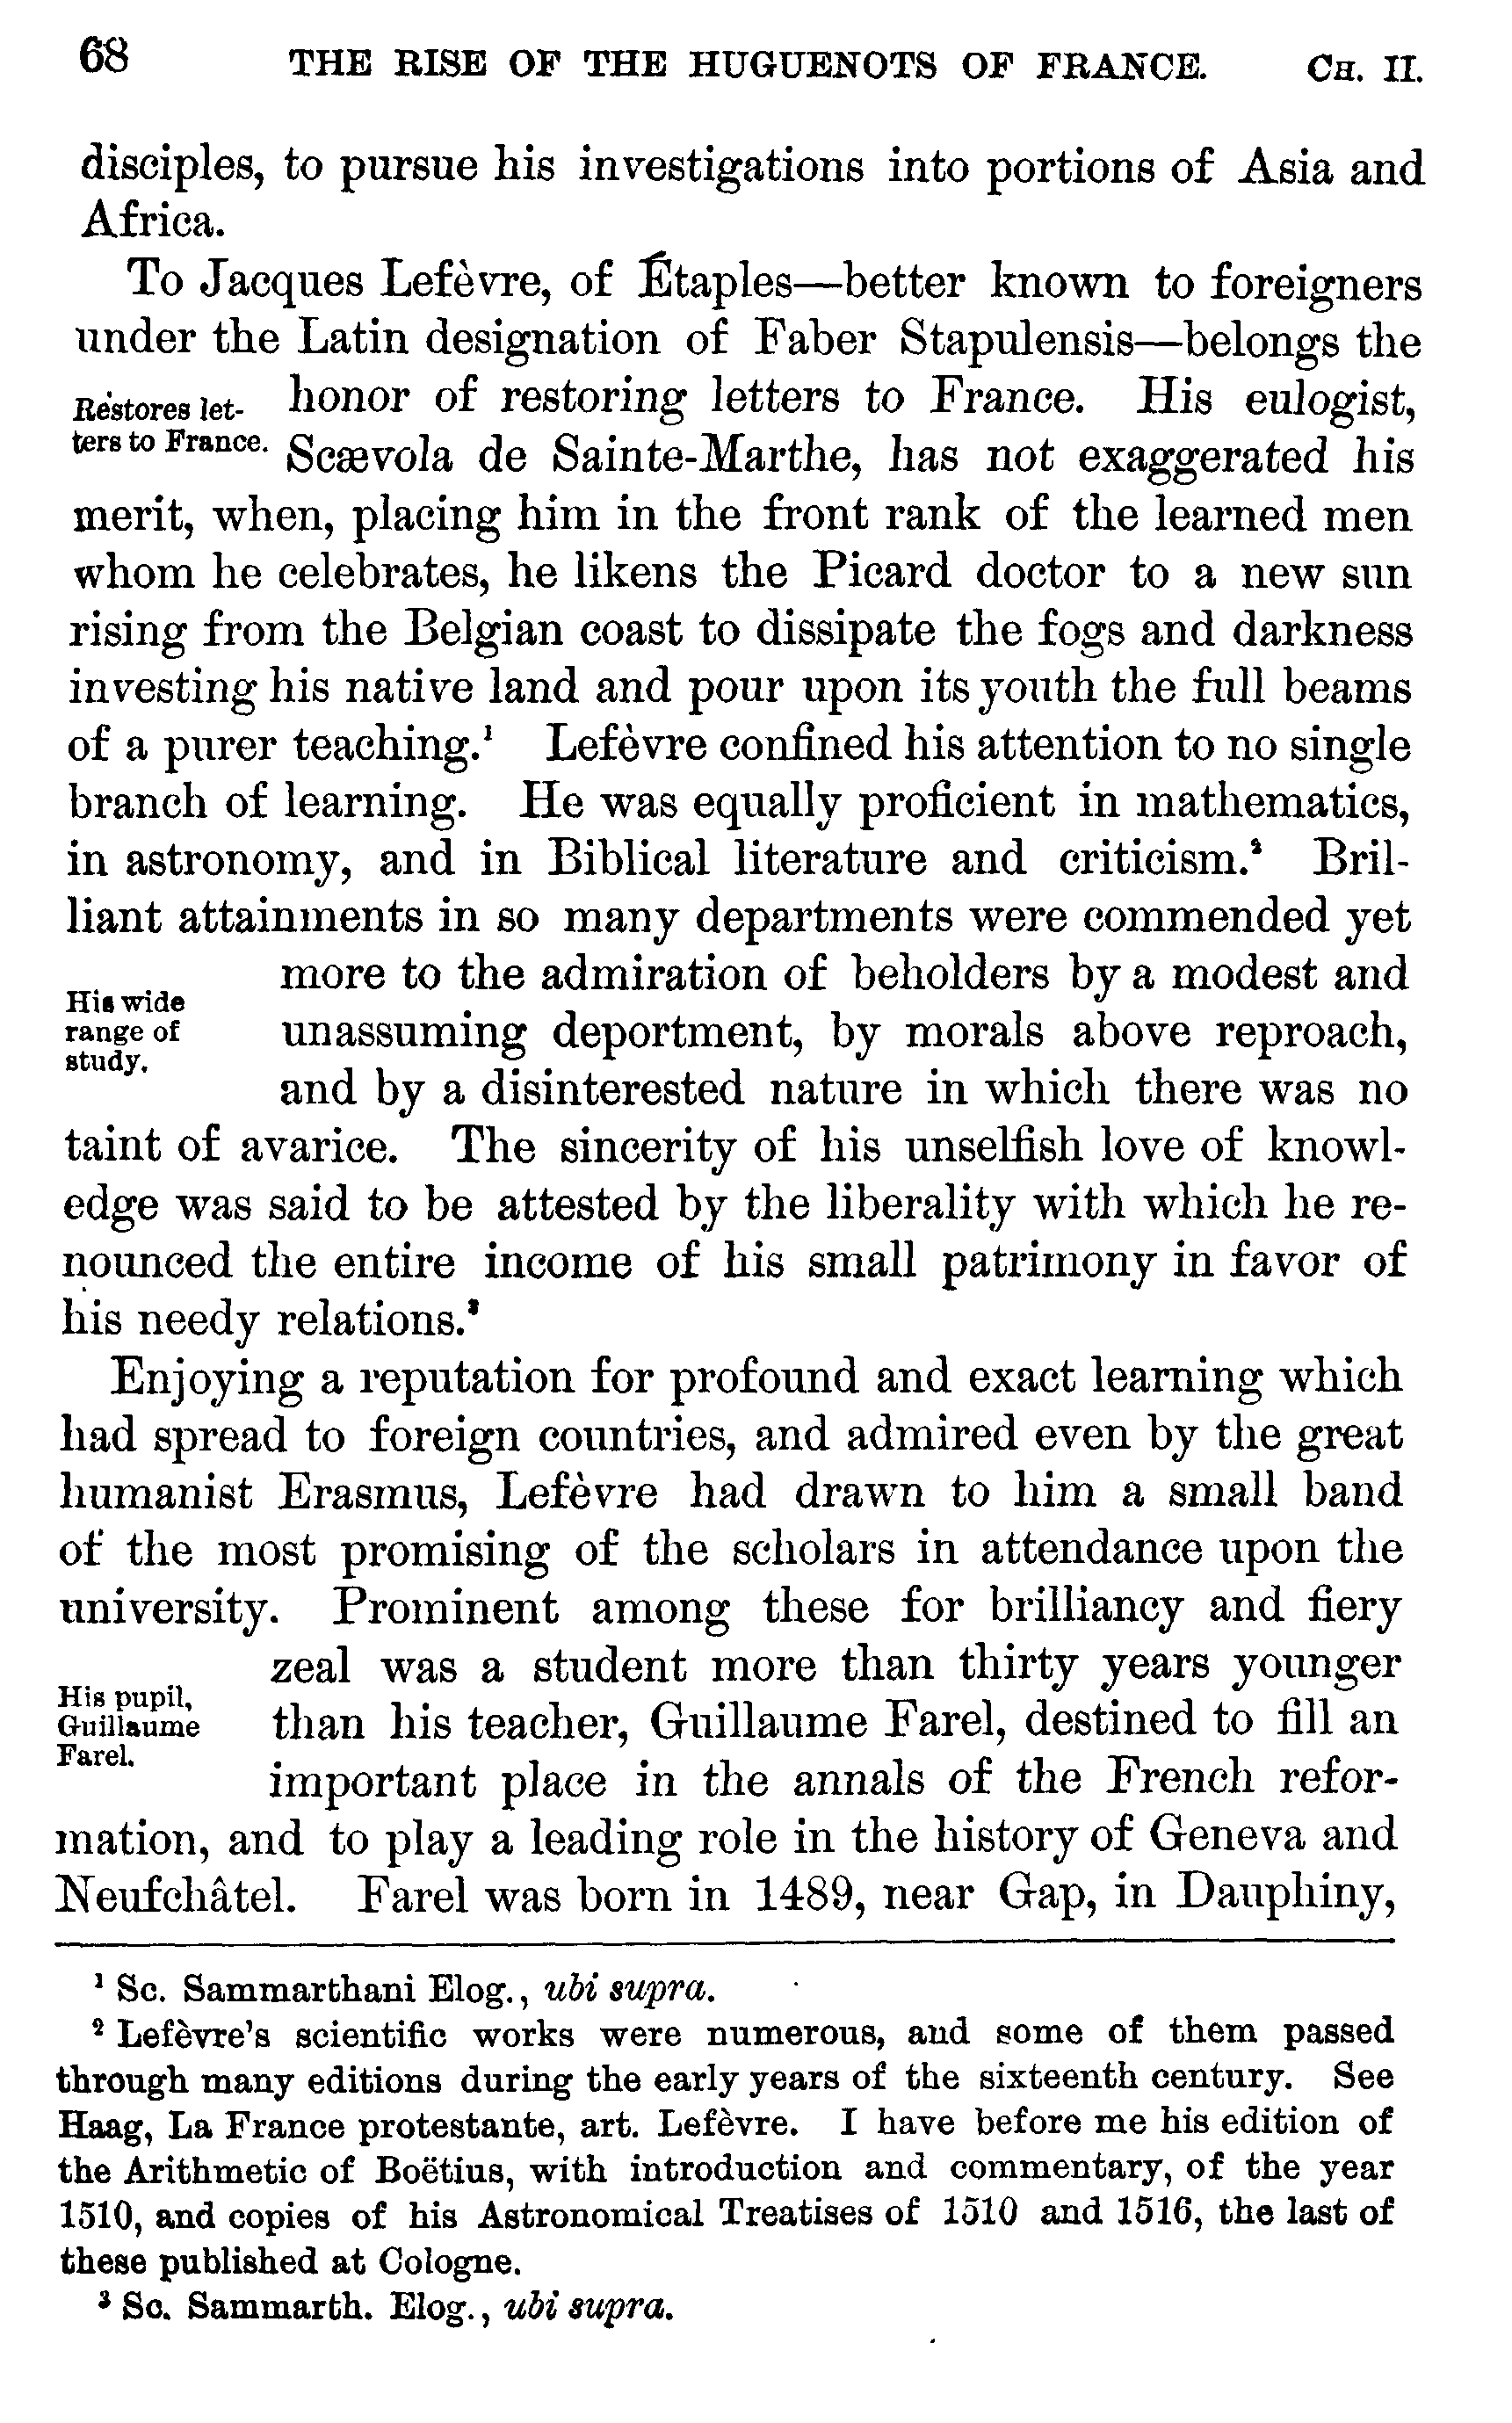 68 THE RISE OF THE HUGUENOTS OF FRANCE. CH. II.
disciples, to pursue his investigations into portions of Asia and
Africa.
To Jacques Lefèvre, of Étaples—better known to foreigners
under the Latin designation of Faber Stapulensis—belongs the
Restores let-
ters to France.
honor of restoring letters to France. His eulogist,
Scævola de Sainte-Marthe, has not exaggerated his
merit, when, placing him in the front rank of the learned men
whom he celebrates, he likens the Picard doctor to a new sun
rising from the Belgian coast to dissipate the fogs and darkness
investing his native land and pour upon its youth the full beams
of a purer teaching.¹ Lefèvre confined his attention to no single
branch of learning. He was equally proficient in mathematics,
in astronomy, and in Biblical literature and criticism.² Bril-
liant attainments in so many departments were commended yet
His wide
range of
study.
more to the admiration of beholders by a modest and
unassuming deportment, by morals above reproach,
and by a disinterested nature in which there was no
taint of avarice. The sincerity of his unselfish love of knowl-
edge was said to be attested by the liberality with which he re-
nounced the entire income of his small patrimony in favor of
his needy relations.³
Enjoying a reputation for profound and exact learning which
had spread to foreign countries, and admired even by the great
humanist Erasmus, Lefèvre had drawn to him a small band
of the most promising of the scholars in attendance upon the
university. Prominent among these for brilliancy and fiery
His pupil,
Guillaume
Farel.
zeal was a student more than thirty years younger
than his teacher, Guillaume Farel, destined to fill an
important place in the annals of the French refor-
mation, and to play a leading role in the history of Geneva and
Neufchâtel. Farel was born in 1489, near Gap, in Dauphiny,
¹ Sc. Sammarthani Elog., ubi supra.
² Lefèvre's scientific works were numerous, and some of them passed
through many editions during the early years of the sixteenth century. See
Haag, La France protestante, art. Lefèvre. I have before me his edition of
the Arithmetic of Boëtius, with introduction and commentary, of the year
1510, and copies of his Astronomical Treatises of 1510 and 1516, the last of
these published at Cologne.
³ Sc. Sammarth. Elog., ubi supra.